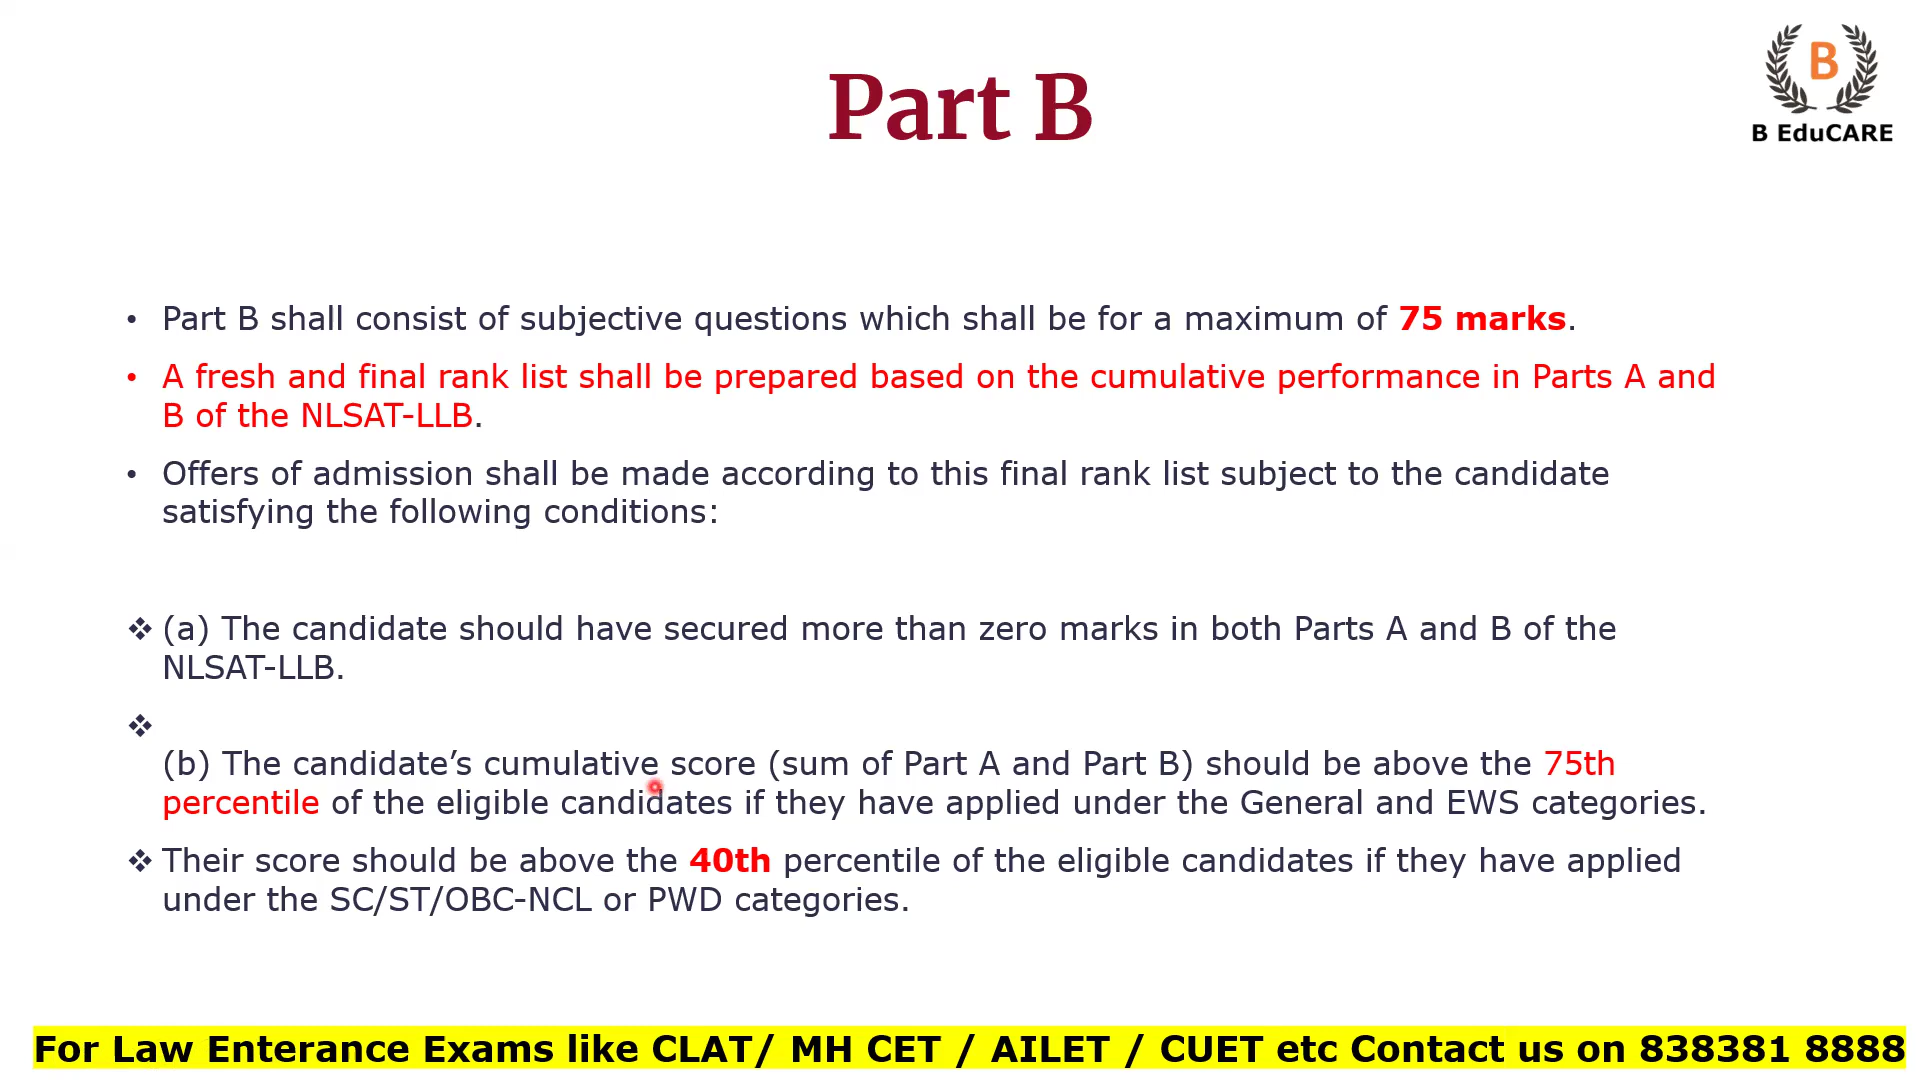 Part B
B
B EduCARE
• Part B shall consist of subjective questions which shall be for a maximum of 75 marks.
• A fresh and final rank list shall be prepared based on the cumulative performance in Parts A and
B of the NLSAT-LLB.
• Offers of admission shall be made according to this final rank list subject to the candidate
satisfying the following conditions:
❖ (a) The candidate should have secured more than zero marks in both Parts A and B of the
NLSAT-LLB.
❖
(b) The candidate’s cumulative score (sum of Part A and Part B) should be above the 75th
percentile of the eligible candidates if they have applied under the General and EWS categories.
❖ Their score should be above the 40th percentile of the eligible candidates if they have applied
under the SC/ST/OBC-NCL or PWD categories.
For Law Enterance Exams like CLAT/ MH CET / AILET / CUET etc Contact us on 838381 8888